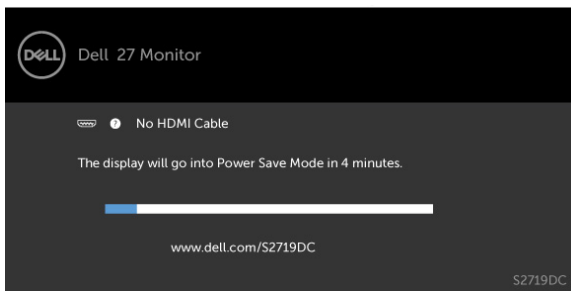 DELL
Dell 27 Monitor
? No HDMI Cable
The display will go into Power Save Mode in 4 minutes.
www.dell.com/S2719DC
S2719DC